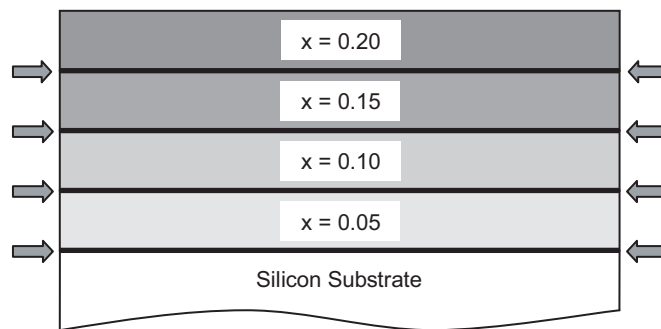 x = 0.20
x = 0.15
x = 0.10
x = 0.05
Silicon Substrate